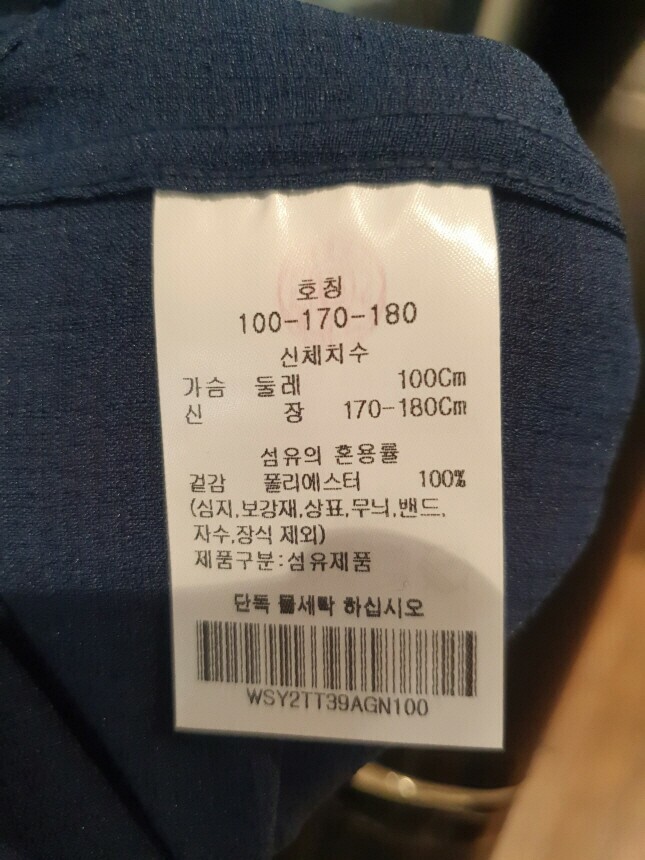 호칭
100-170-180
신체치수
가슴 둘레 100Cm
신 장 170-180Cm
섬유의 혼용률
겉감 폴리에스터 100%
(심지,보강재,상표,무늬,밴드,
자수,장식 제외)
제품구분:섬유제품
단독 물세탁 하십시오
WSY2TT39AGN100